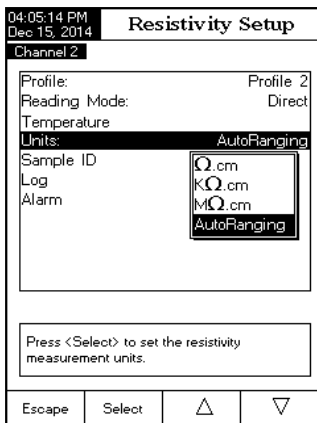 04:05:14 PM
Dec 15, 2014
Resistivity Setup
Channel 2
Profile: Profile 2
Reading Mode: Direct
Temperature
Units: AutoRanging
Sample ID
Log
Alarm
Ω.cm
KΩ.cm
MΩ.cm
AutoRanging
Press <Select> to set the resistivity
measurement units.
Escape Select △ ▽